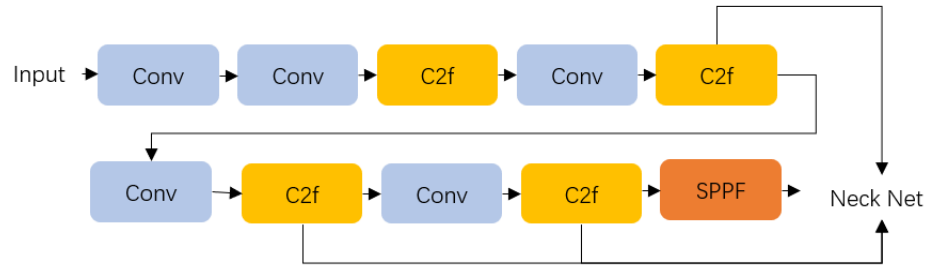 Input
Conv
Conv
C2f
Conv
C2f
Conv
C2f
Conv
C2f
SPPF
Neck Net